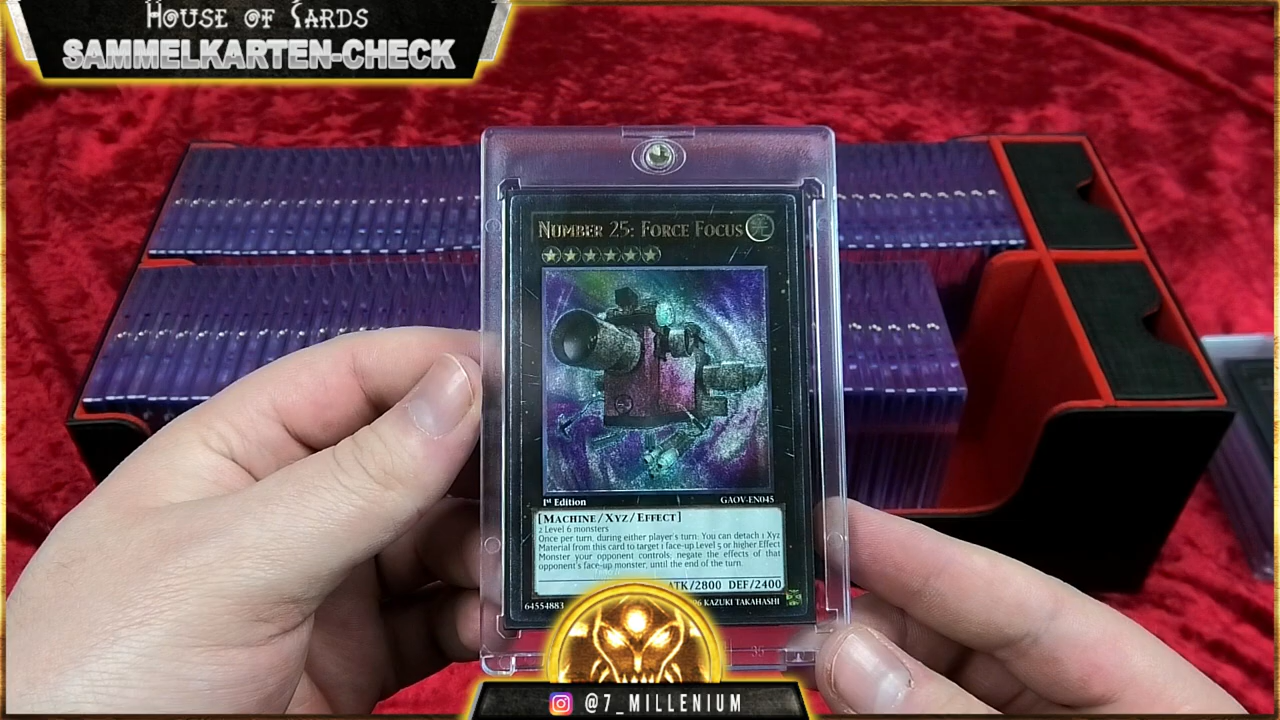 House of Cards
SAMMELKARTEN-CHECK
Number 25: Force Focus
光
1st Edition
GAOV-EN045
[Machine/Xyz/Effect]
2 Level 6 monsters
Once per turn, during either player's turn: You can detach 1 Xyz
Material from this card to target 1 face-up Level 5 or higher Effect
Monster your opponent controls; negate the effects of that
opponent's face-up monster, until the end of the turn.
ATK/2800 DEF/2400
64554883
96 KAZUKI TAKAHASHI
35
@7_MILLENIUM